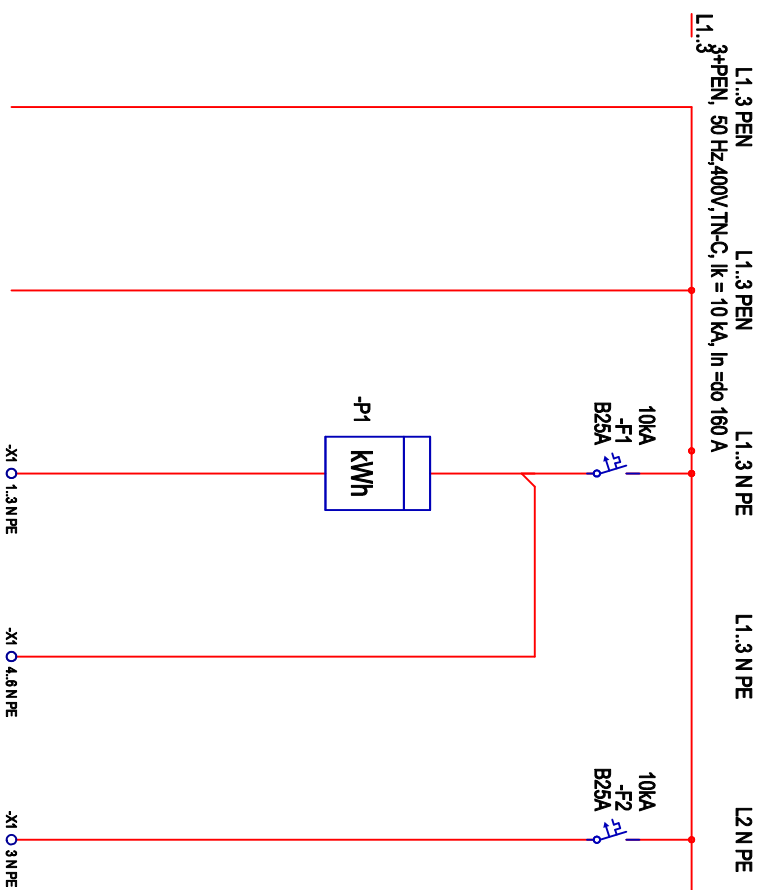 L1..3 PEN
L1..3 PEN
L1..3 N PE
L1..3 N PE
L2 N PE
L1..3
3+PEN, 50 Hz,400V,TN-C, Ik = 10 kA, In =do 160 A
10kA
-F1
B25A
10kA
-F2
B25A
-P1
kWh
-X1
1..3 N PE
-X1
4..6 N PE
-X1
3 N PE